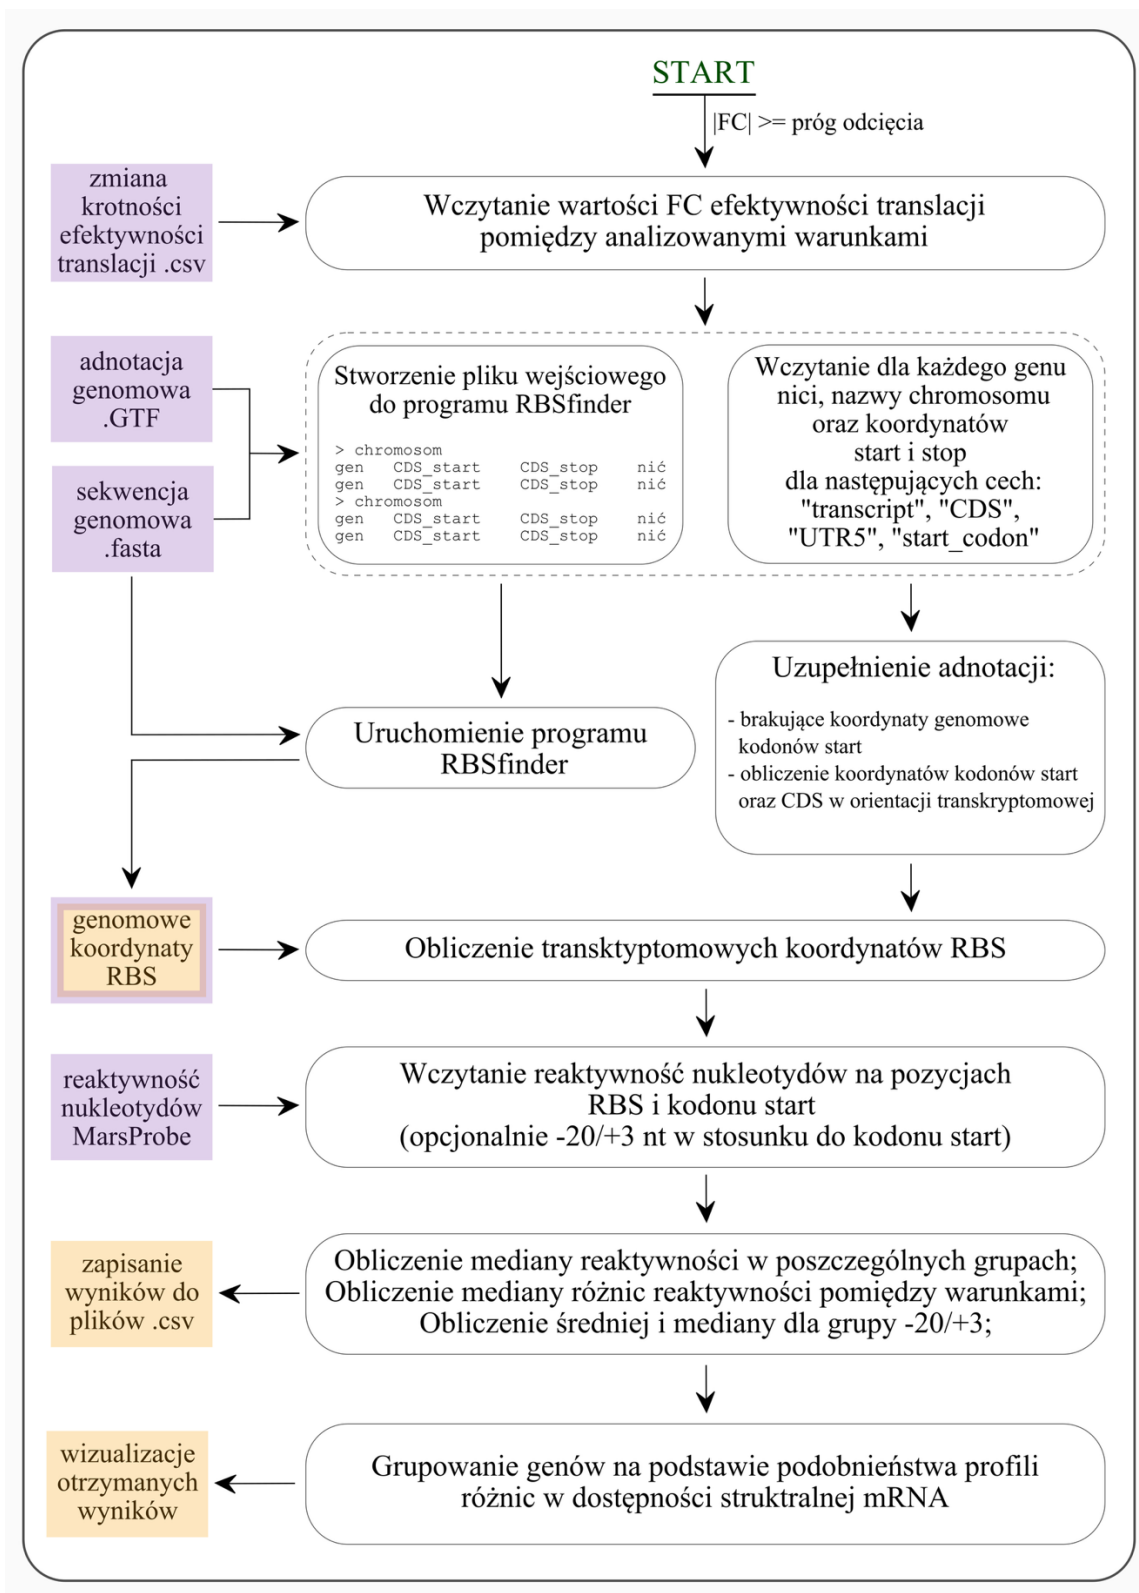 START
|FC| >= próg odcięcia
zmiana
krotności
efektywności
translacji .csv
Wczytanie wartości FC efektywności translacji
pomiędzy analizowanymi warunkami
adnotacja
genomowa
.GTF
sekwencja
genomowa
.fasta
Stworzenie pliku wejściowego
do programu RBSfinder
> chromosom
gen CDS_start CDS_stop nić
gen CDS_start CDS_stop nić
> chromosom
gen CDS_start CDS_stop nić
gen CDS_start CDS_stop nić
Wczytanie dla każdego genu
nici, nazwy chromosomu
oraz koordynatów
start i stop
dla następujących cech:
"transcript", "CDS",
"UTR5", "start_codon"
Uruchomienie programu
RBSfinder
Uzupełnienie adnotacji:
- brakujące koordynaty genomowe
kodonów start
- obliczenie koordynatów kodonów start
oraz CDS w orientacji transkryptomowej
genomowe
koordynaty
RBS
Obliczenie transktyptomowych koordynatów RBS
reaktywność
nukleotydów
MarsProbe
Wczytanie reaktywność nukleotydów na pozycjach
RBS i kodonu start
(opcjonalnie -20/+3 nt w stosunku do kodonu start)
zapisanie
wyników do
plików .csv
Obliczenie mediany reaktywności w poszczególnych grupach;
Obliczenie mediany różnic reaktywności pomiędzy warunkami;
Obliczenie średniej i mediany dla grupy -20/+3;
wizualizacje
otrzymanych
wyników
Grupowanie genów na podstawie podobnieństwa profili
różnic w dostępności struktralnej mRNA